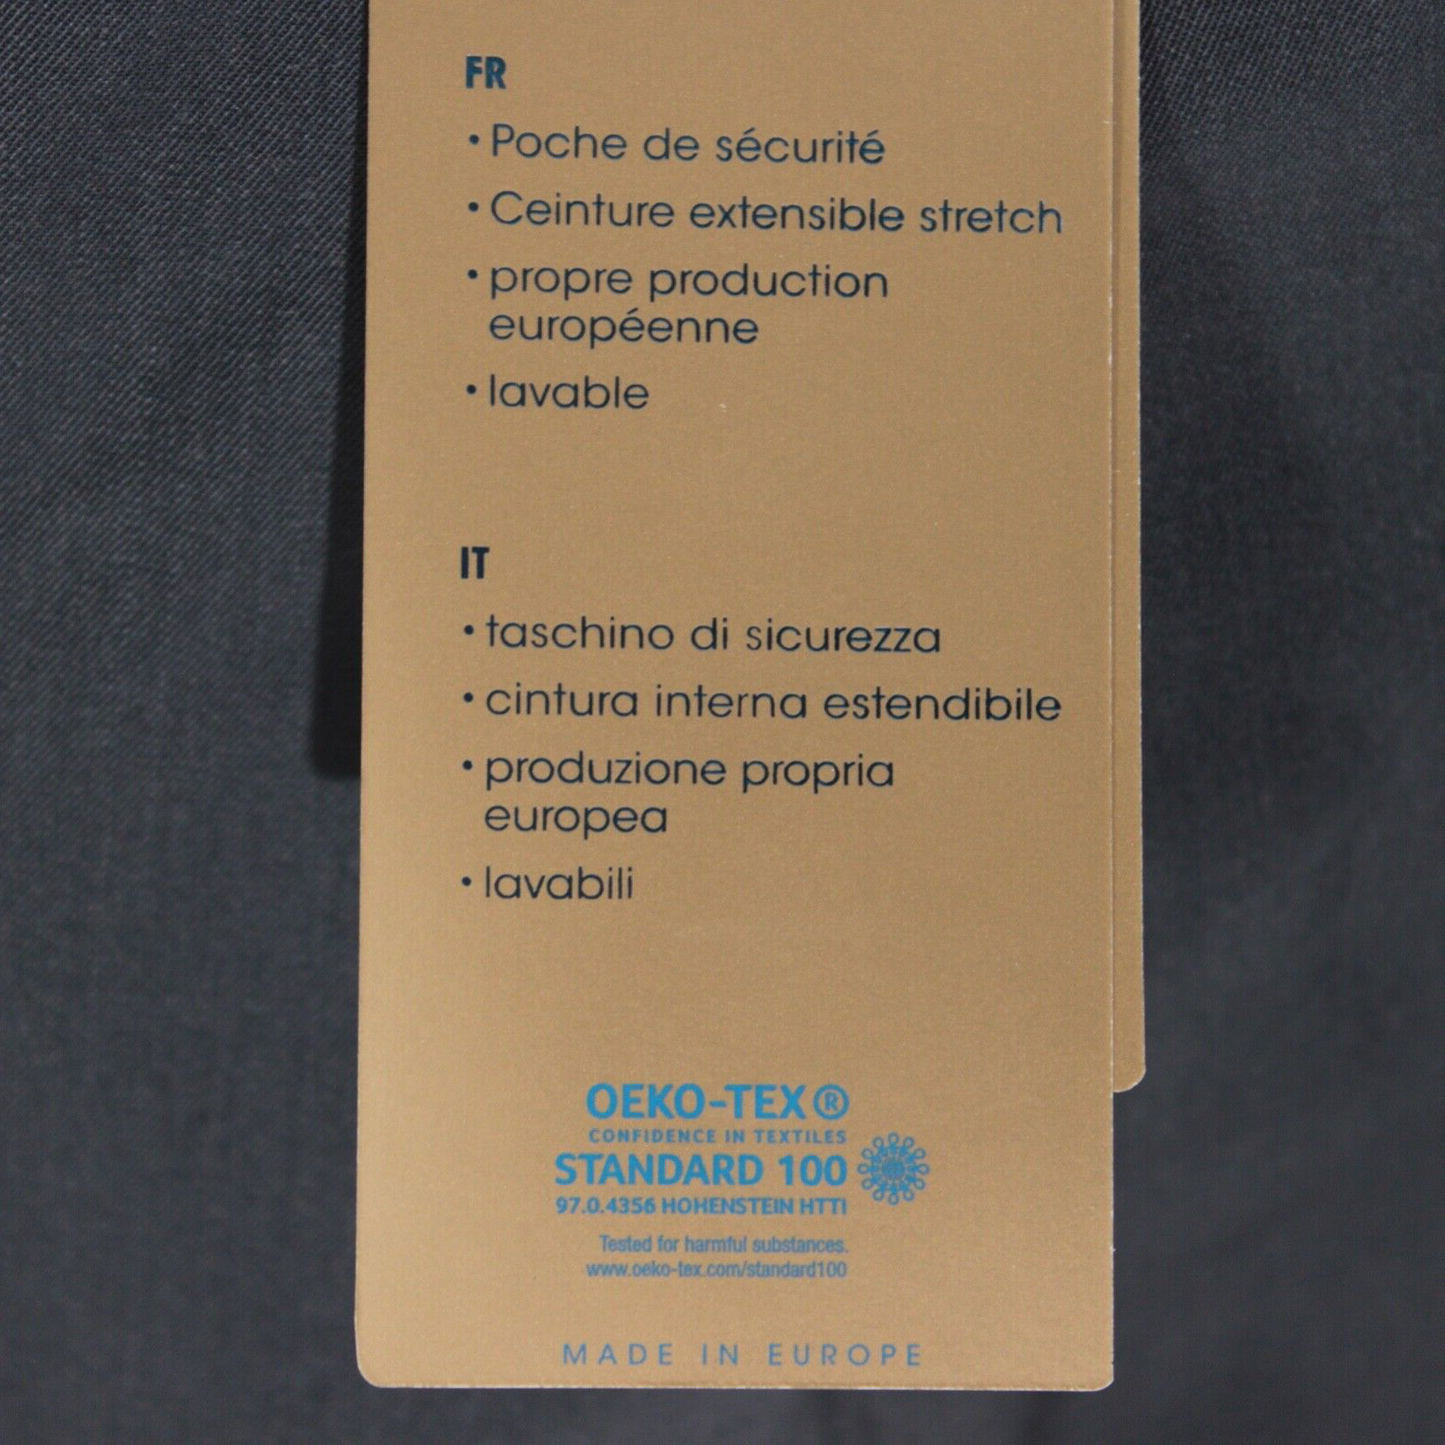 FR
• Poche de sécurité
• Ceinture extensible stretch
• propre production
européenne
• lavable
IT
• taschino di sicurezza
• cintura interna estendibile
• produzione propria
europea
• lavabili
OEKO-TEX®
CONFIDENCE IN TEXTILES
STANDARD 100
97.0.4356 HOHENSTEIN HTTI
Tested for harmful substances.
www.oeko-tex.com/standard100
MADE IN EUROPE